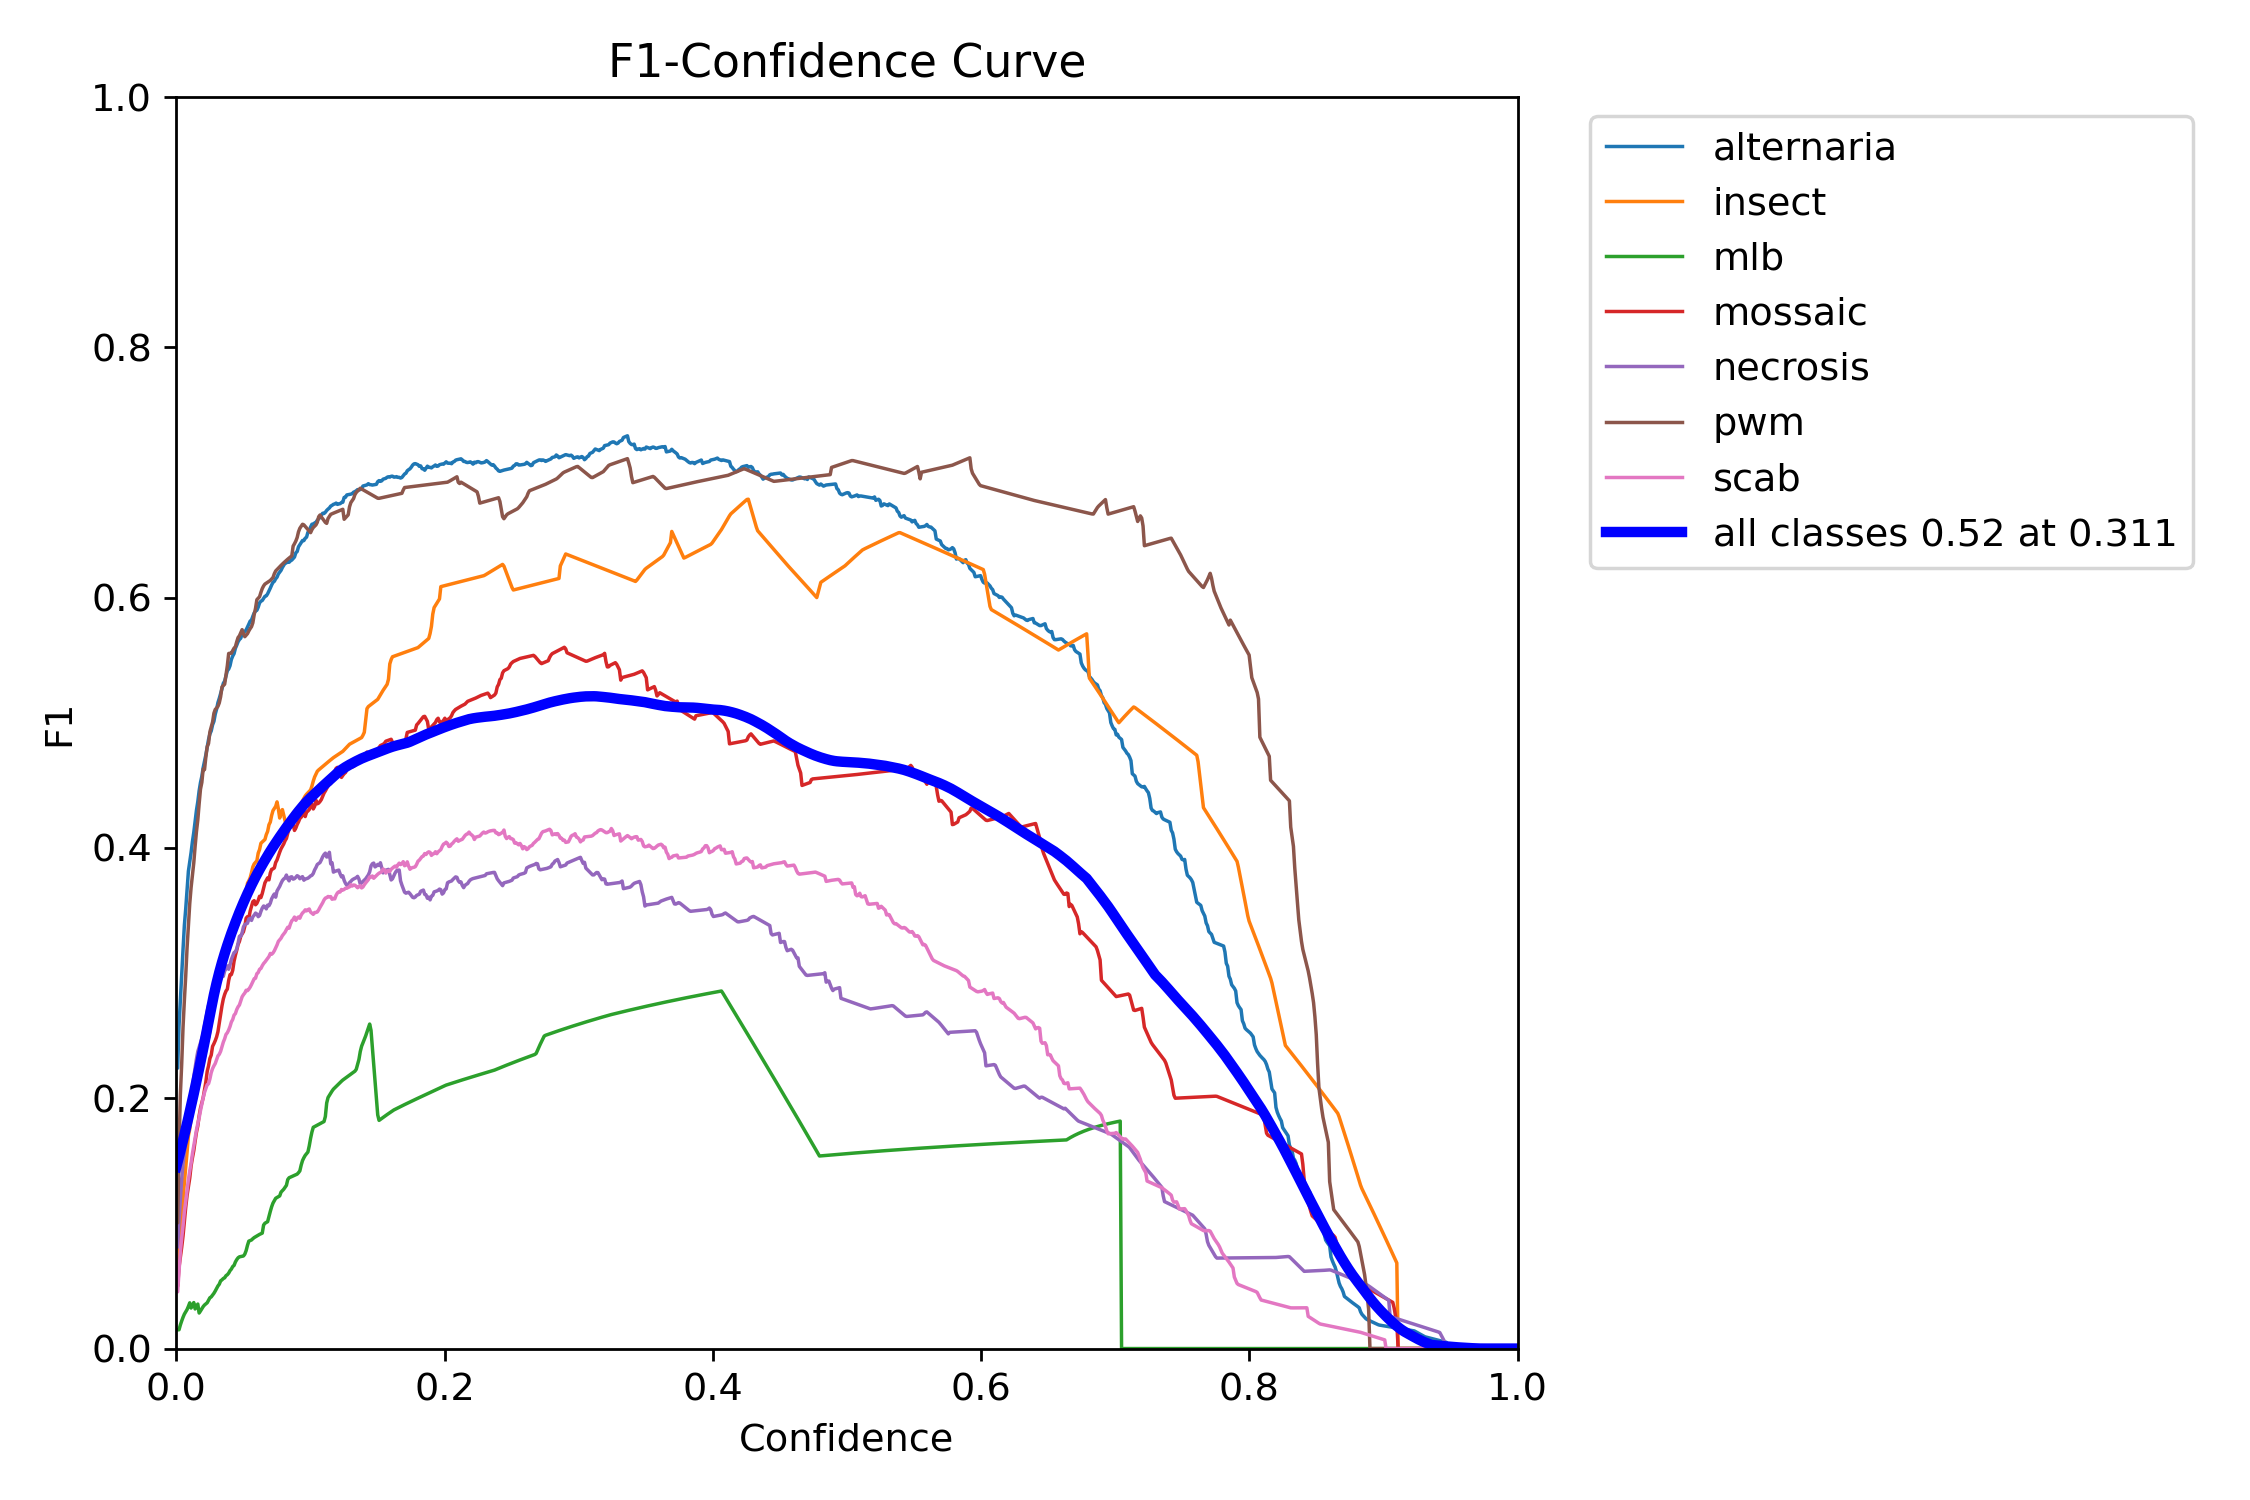 F1-Confidence Curve
1.0
0.8
0.6
0.4
0.2
0.0
F1
0.0 0.2 0.4 0.6 0.8 1.0
Confidence
alternaria
insect
mlb
mossaic
necrosis
pwm
scab
all classes 0.52 at 0.311